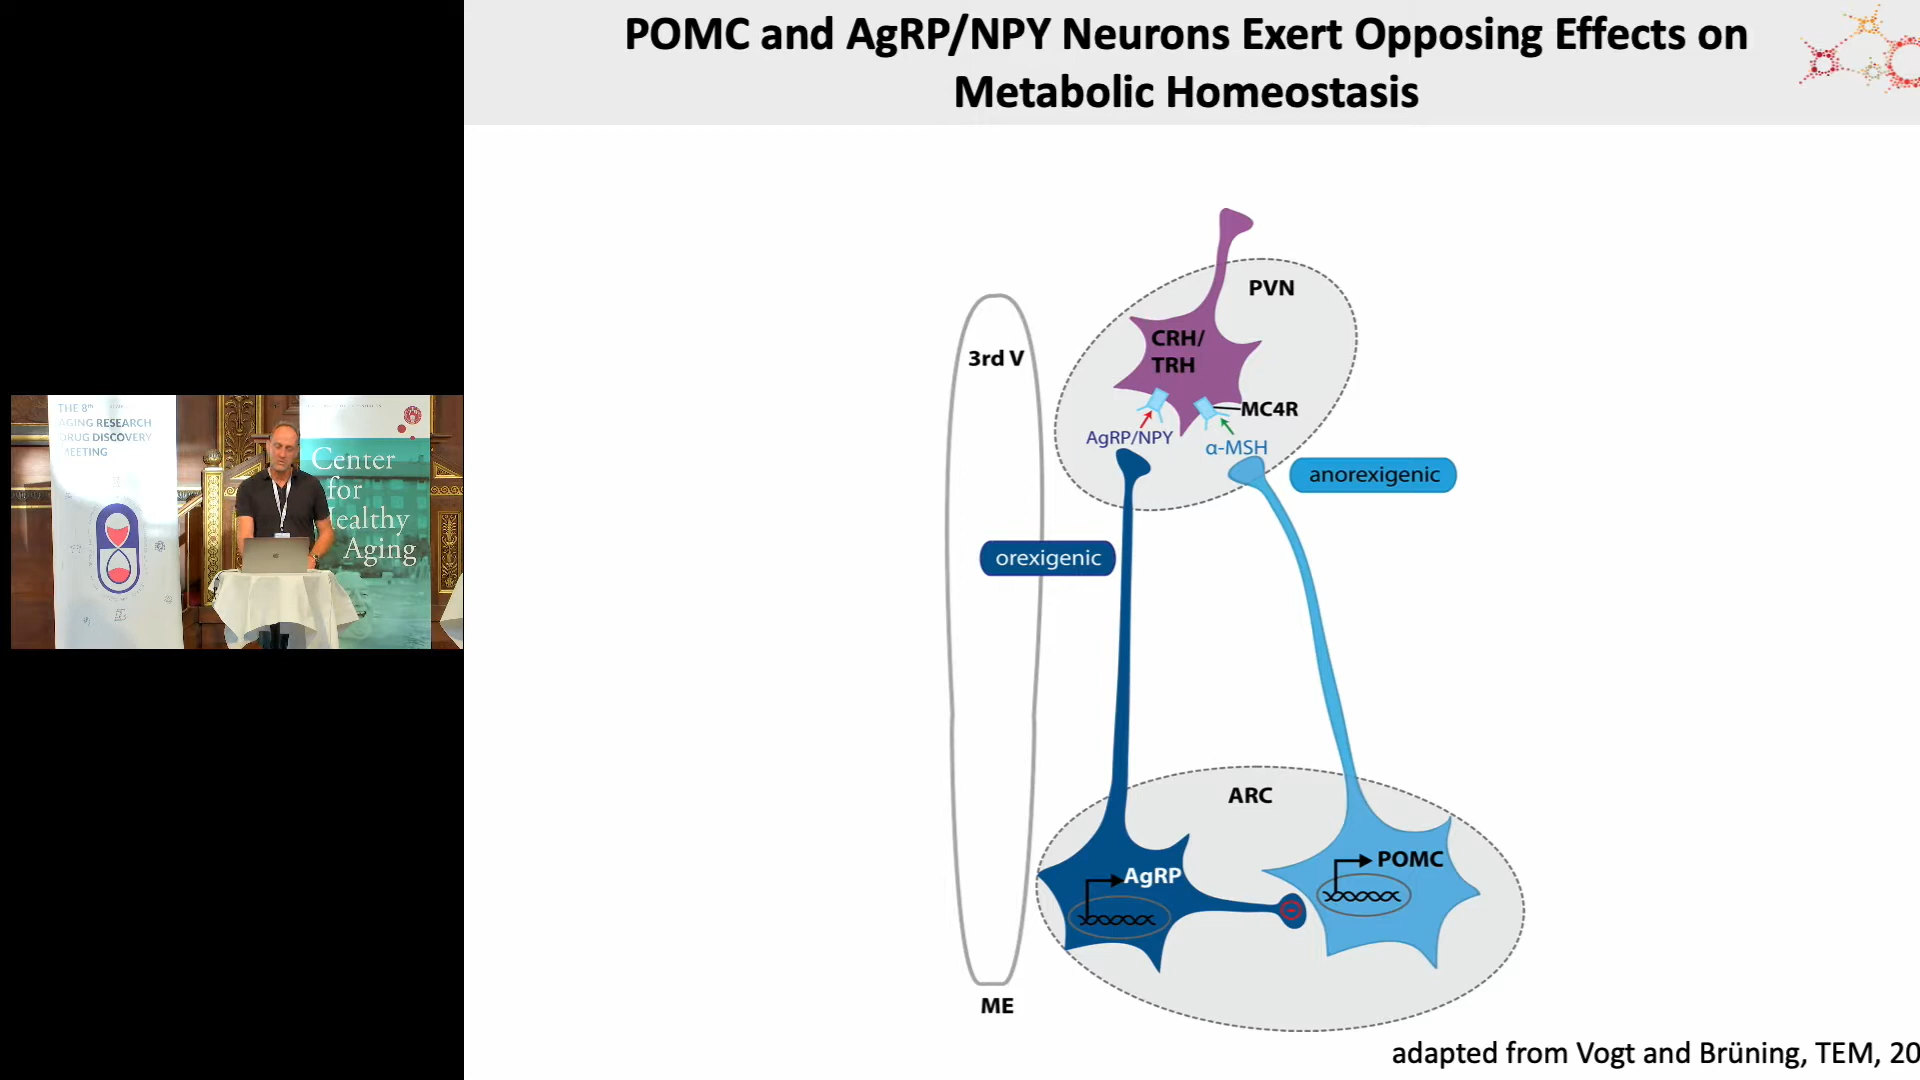 POMC and AgRP/NPY Neurons Exert Opposing Effects on
Metabolic Homeostasis
PVN
CRH/
TRH
3rd V
MC4R
AgRP/NPY
α-MSH
anorexigenic
orexigenic
ARC
POMC
AgRP
ME
adapted from Vogt and Brüning, TEM, 20
THE 8th
AGING RESEARCH
DRUG DISCOVERY
MEETING
Center
for
Healthy
Aging